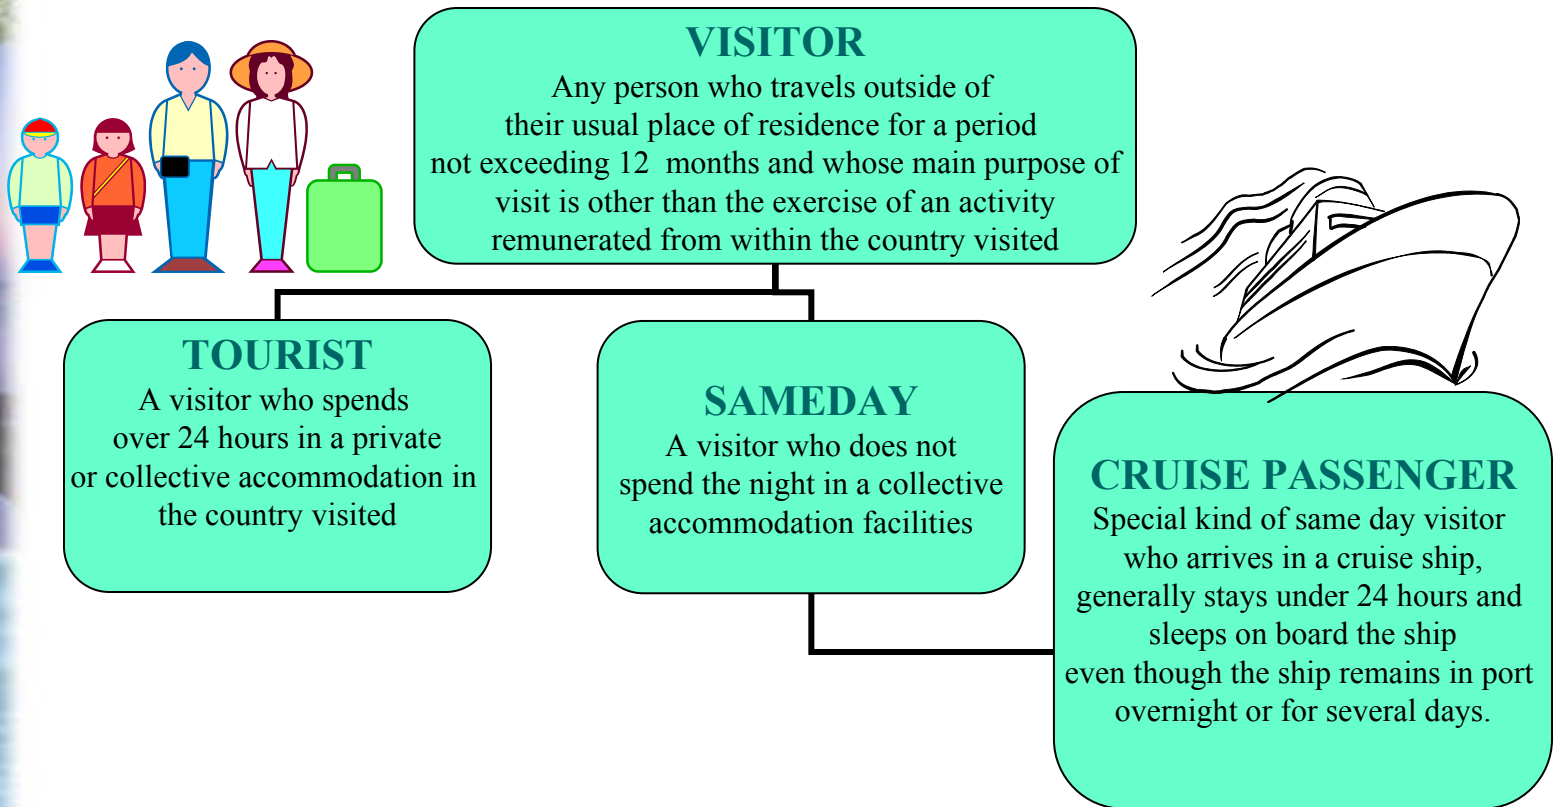 VISITOR
Any person who travels outside of
their usual place of residence for a period
not exceeding 12 months and whose main purpose of
visit is other than the exercise of an activity
remunerated from within the country visited
TOURIST
A visitor who spends
over 24 hours in a private
or collective accommodation in
the country visited
SAMEDAY
A visitor who does not
spend the night in a collective
accommodation facilities
CRUISE PASSENGER
Special kind of same day visitor
who arrives in a cruise ship,
generally stays under 24 hours and
sleeps on board the ship
even though the ship remains in port
overnight or for several days.